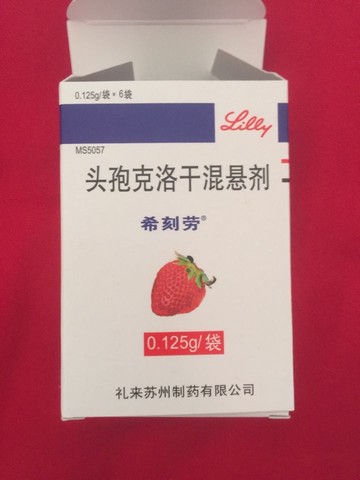 0.125g/袋×6袋
Lilly
MS5057
头孢克洛干混悬剂
希刻劳®
0.125g/袋
礼来苏州制药有限公司